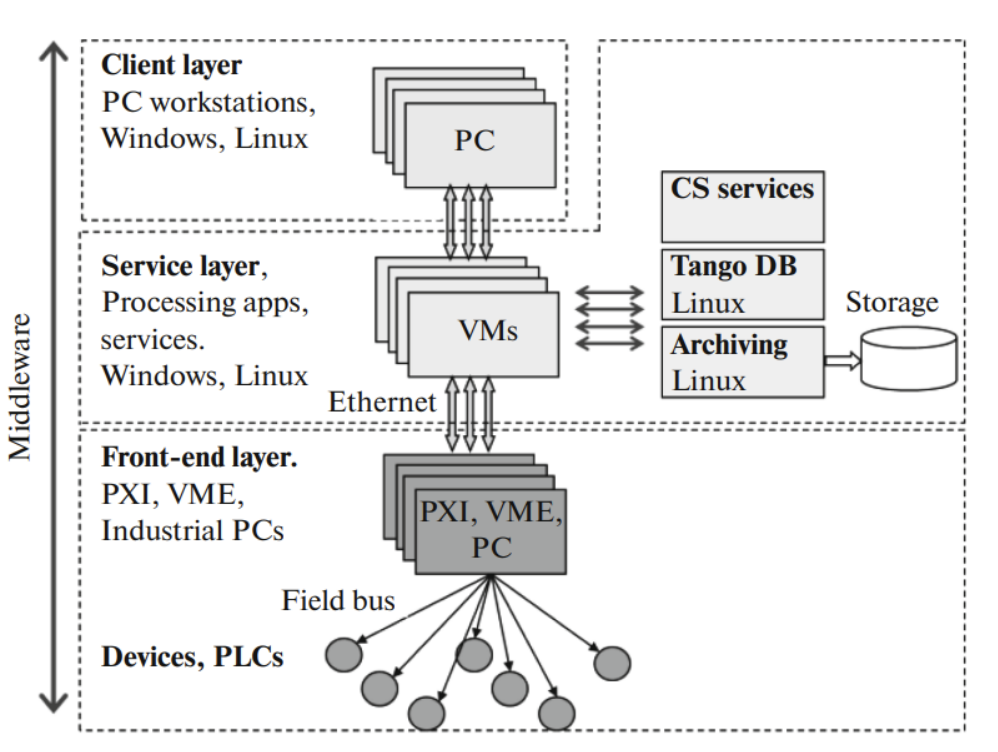 Client layer
PC workstations,
Windows, Linux
PC
CS services
Service layer,
Processing apps,
services.
Windows, Linux
VMs
Tango DB
Linux
Storage
Archiving
Linux
Ethernet
Middleware
Front-end layer.
PXI, VME,
Industrial PCs
PXI, VME,
PC
Field bus
Devices, PLCs